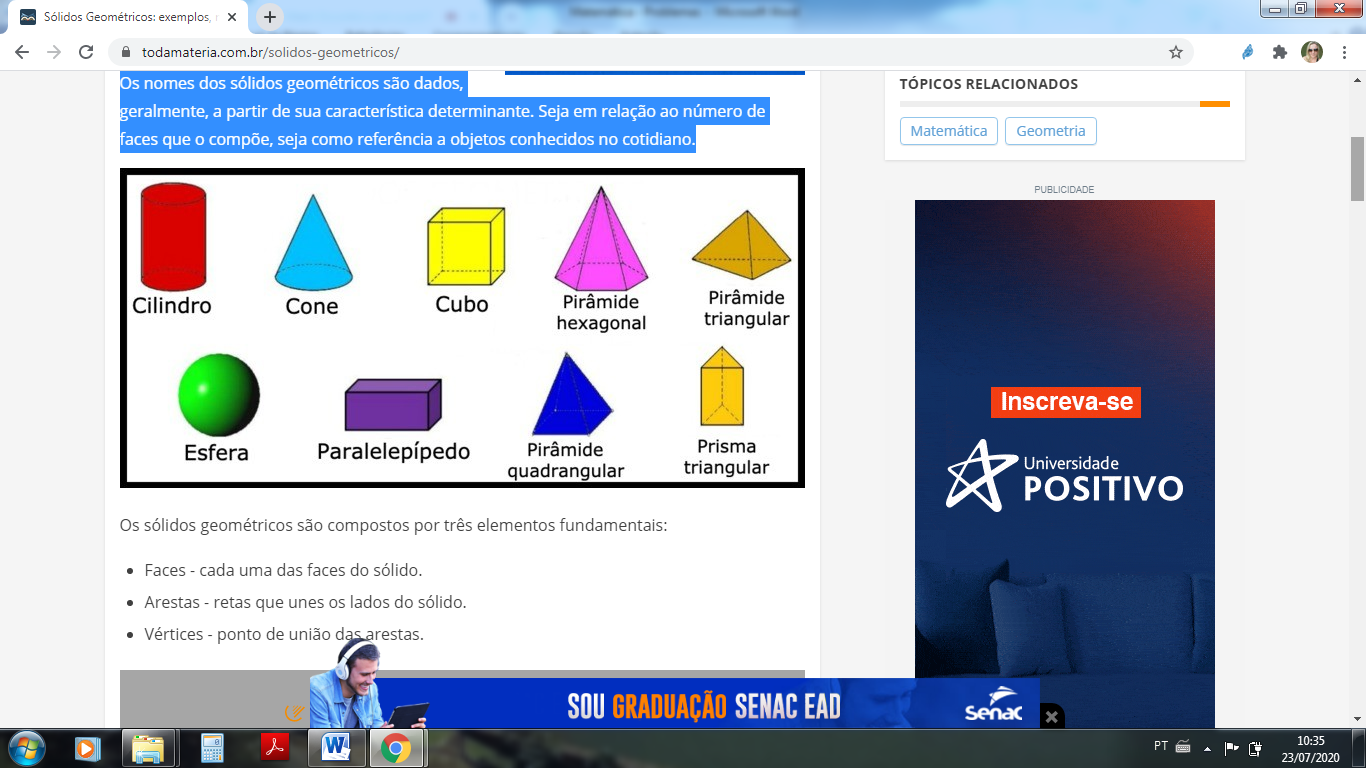 Matemática - Problemas - Microsoft Word
Sólidos Geométricos: exemplos,
todamateria.com.br/solidos-geometricos/
Os nomes dos sólidos geométricos são dados,
geralmente, a partir de sua característica determinante. Seja em relação ao número de
faces que o compõe, seja como referência a objetos conhecidos no cotidiano.
Cilindro
Cone
Cubo
Pirâmide
hexagonal
Pirâmide
triangular
Esfera
Paralelepípedo
Pirâmide
quadrangular
Prisma
triangular
Os sólidos geométricos são compostos por três elementos fundamentais:
Faces - cada uma das faces do sólido.
Arestas - retas que unes os lados do sólido.
Vértices - ponto de união das arestas.
TÓPICOS RELACIONADOS
Matemática
Geometria
PUBLICIDADE
Inscreva-se
Universidade
POSITIVO
SOU GRADUAÇÃO SENAC EAD
Senac
PT
10:35
23/07/2020